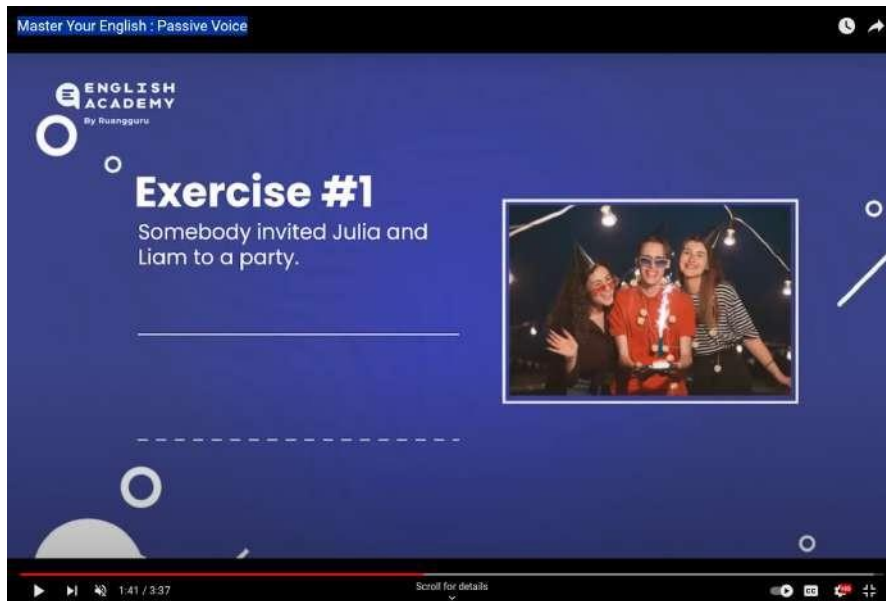 Master Your English : Passive Voice
ENGLISH
ACADEMY
By Ruangguru
Exercise #1
Somebody invited Julia and
Liam to a party.
1:41 / 3:37
Scroll for details
CC